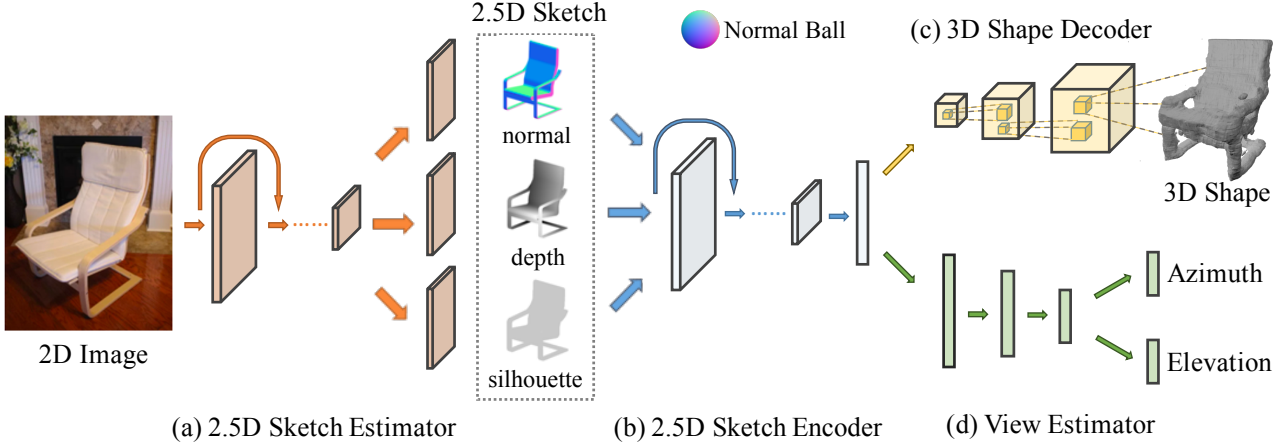 2.5D Sketch
Normal Ball
(c) 3D Shape Decoder
normal
3D Shape
depth
Azimuth
2D Image
silhouette
Elevation
(a) 2.5D Sketch Estimator
(b) 2.5D Sketch Encoder
(d) View Estimator